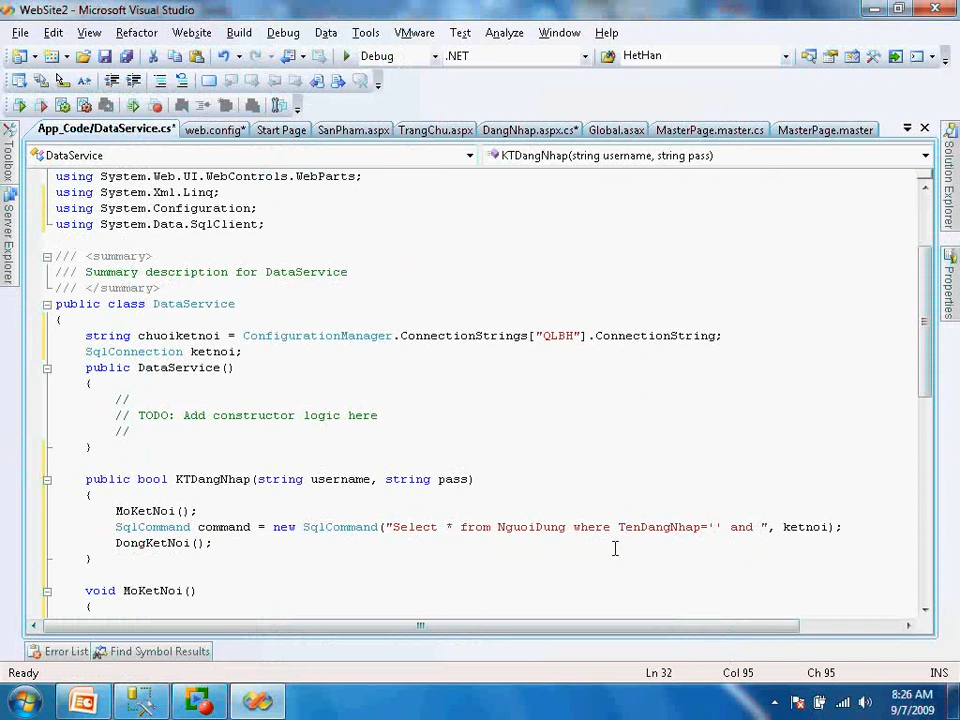 WebSite2 - Microsoft Visual Studio
File Edit View Refactor Website Build Debug Data Tools VMware Test Analyze Window Help
Debug .NET HetHan
App_Code/DataService.cs* web.config* Start Page SanPham.aspx TrangChu.aspx DangNhap.aspx.cs* Global.asax MasterPage.master.cs MasterPage.master
DataService KTDangNhap(string username, string pass)
Toolbox
Server Explorer
Solution Explorer
Properties
using System.Web.UI.WebControls.WebParts;
using System.Xml.Linq;
using System.Configuration;
using System.Data.SqlClient;
/// <summary>
/// Summary description for DataService
/// </summary>
public class DataService
{
string chuoiketnoi = ConfigurationManager.ConnectionStrings["QLBH"].ConnectionString;
SqlConnection ketnoi;
public DataService()
{
//
// TODO: Add constructor logic here
//
}
public bool KTDangNhap(string username, string pass)
{
MoKetNoi();
SqlCommand command = new SqlCommand("Select * from NguoiDung where TenDangNhap='' and ", ketnoi);
DongKetNoi();
}
void MoKetNoi()
{
Error List Find Symbol Results
Ready Ln 32 Col 95 Ch 95 INS
8:26 AM
9/7/2009